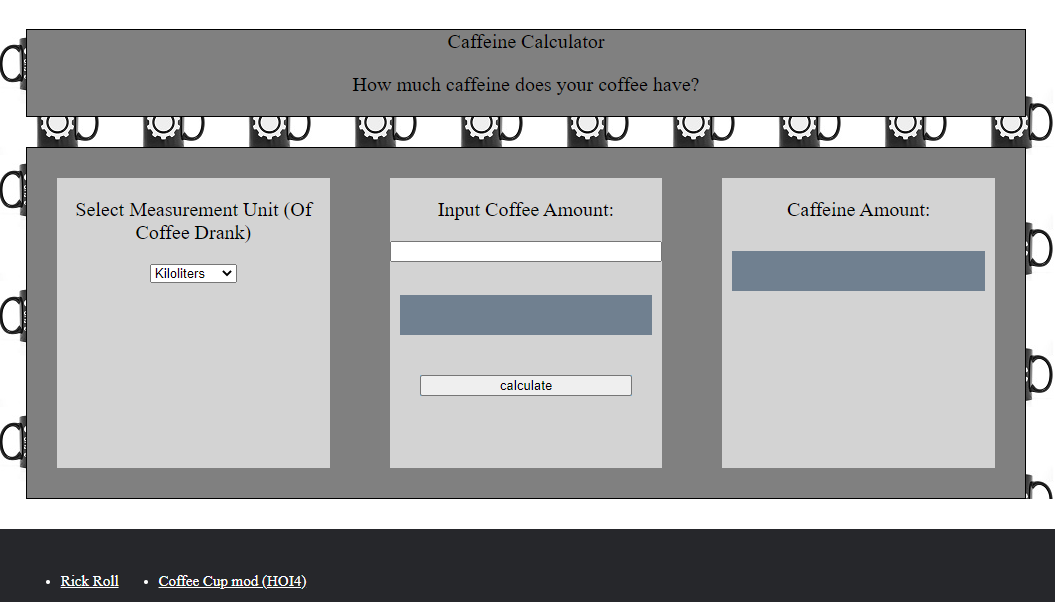 Caffeine Calculator
How much caffeine does your coffee have?
Select Measurement Unit (Of
Coffee Drank)
Kiloliters
Input Coffee Amount:
calculate
Caffeine Amount:
Rick Roll
Coffee Cup mod (HOI4)